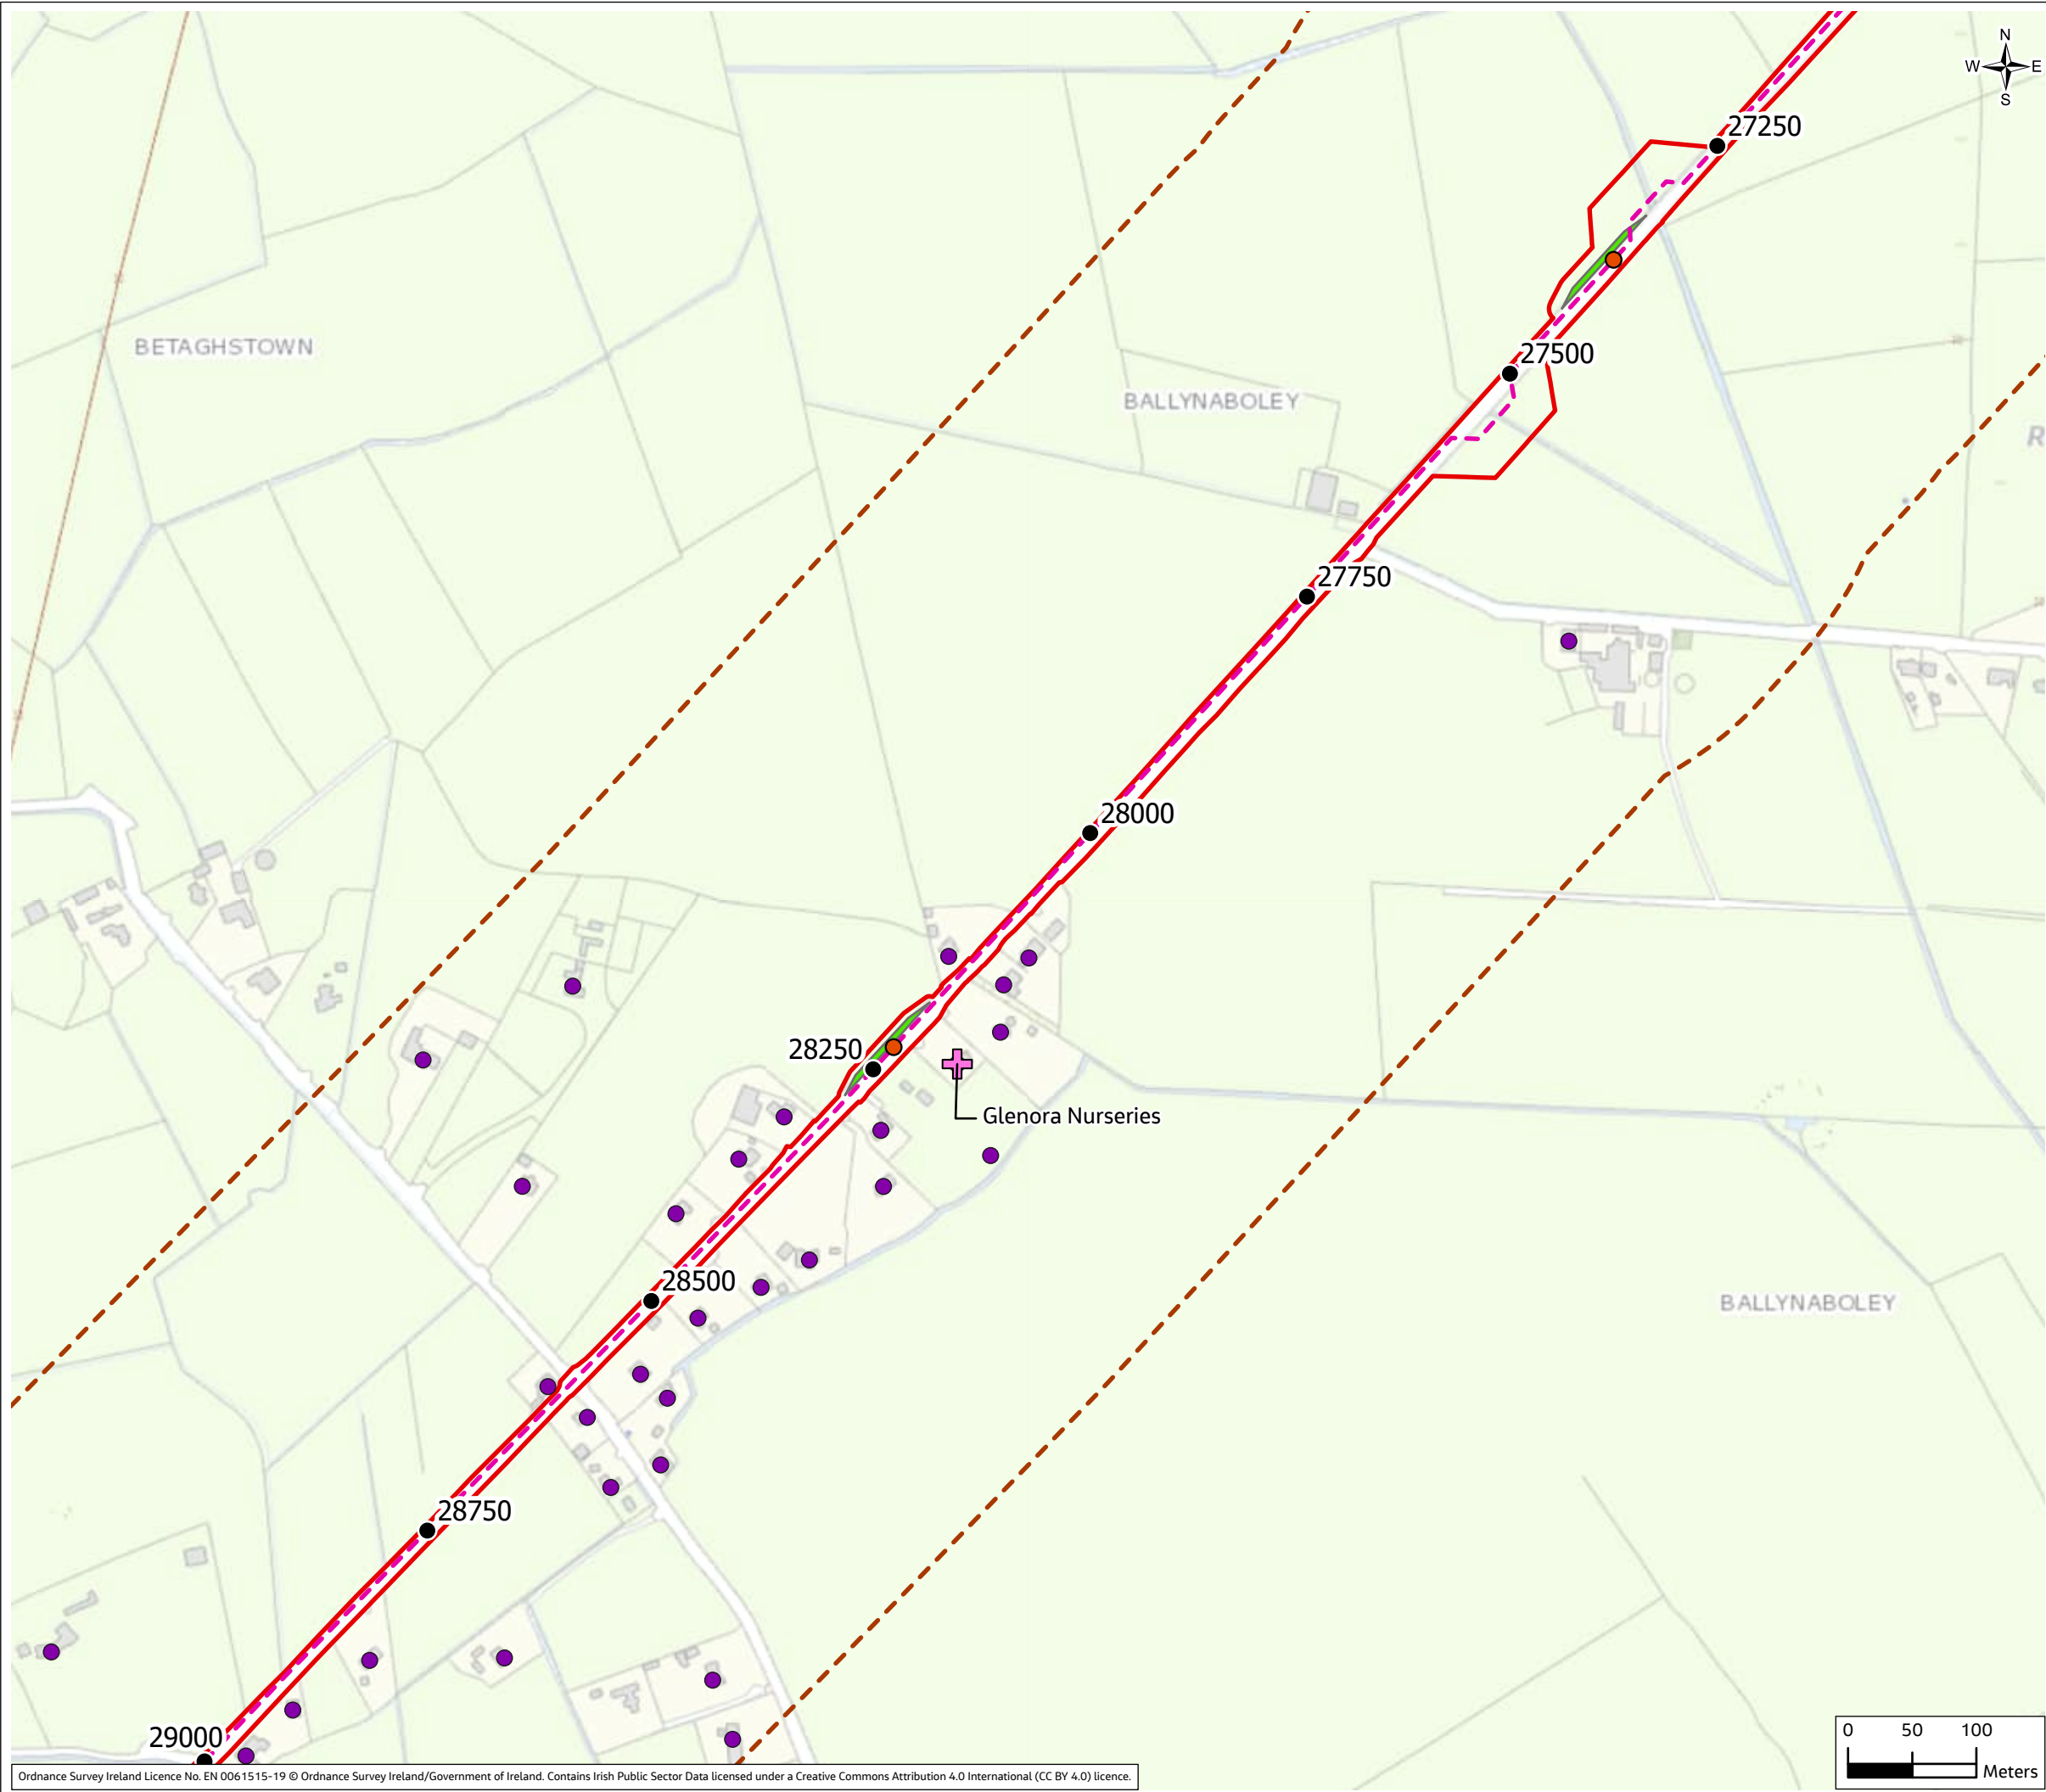 N
W E
S
27250
BETAGHSTOWN
27500
BALLYNABOLEY
R
27750
28000
28250
Glenora Nurseries
28500
BALLYNABOLEY
28750
29000
0 50 100
Meters
Ordnance Survey Ireland Licence No. EN 0061515-19 © Ordnance Survey Ireland/Government of Ireland. Contains Irish Public Sector Data licensed under a Creative Commons Attribution 4.0 International (CC BY 4.0) licence.